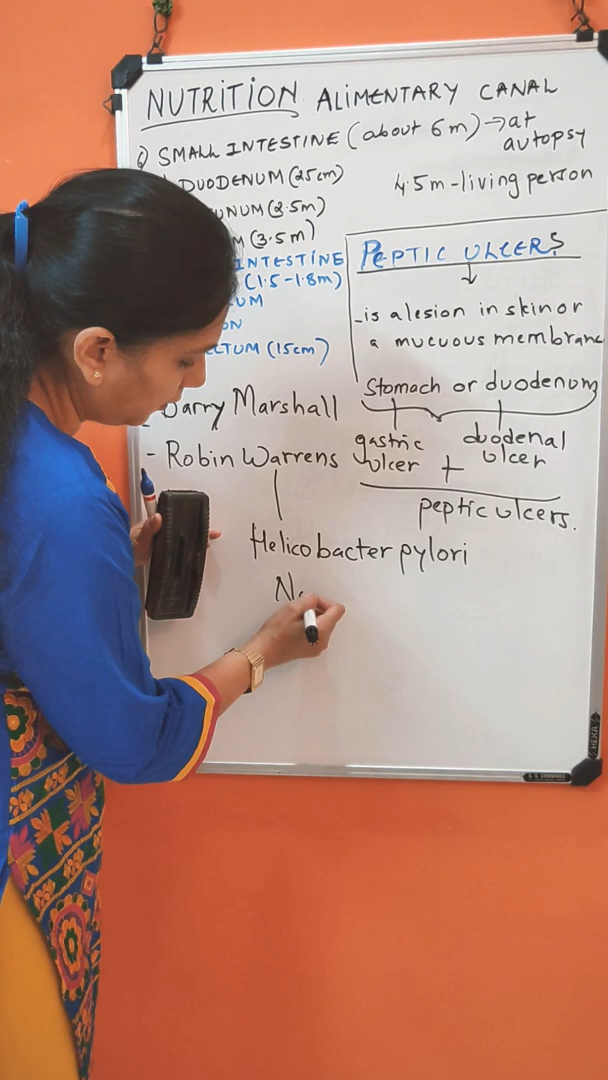 NUTRITION ALIMENTARY CANAL
SMALL INTESTINE (about 6m) → at
autopsy
DUODENUM (25cm)
4.5m - living person
UNUM (2.5m)
M (3.5m)
INTESTINE
(1.5-1.8m)
UM
ON
CTUM (15cm)
PEPTIC ULCERS
- is a lesion in skin or
a mucuous membrane
Stomach or duodenum
gastric
ulcer
+
duodenal
ulcer
peptic ulcers.
- Barry Marshall
- Robin Warrens
Helicobacter pylori